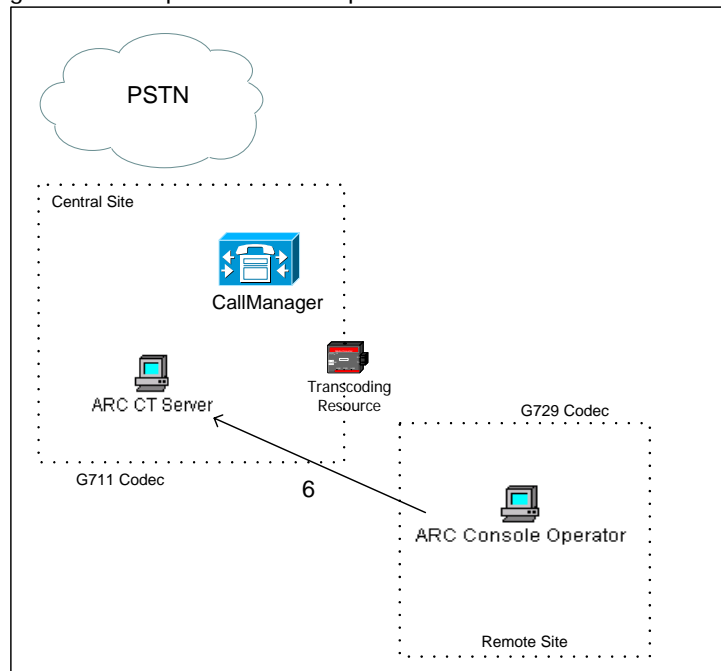 PSTN
Central Site
CallManager
ARC CT Server
Transcoding
Resource
G729 Codec
G711 Codec
6
ARC Console Operator
Remote Site